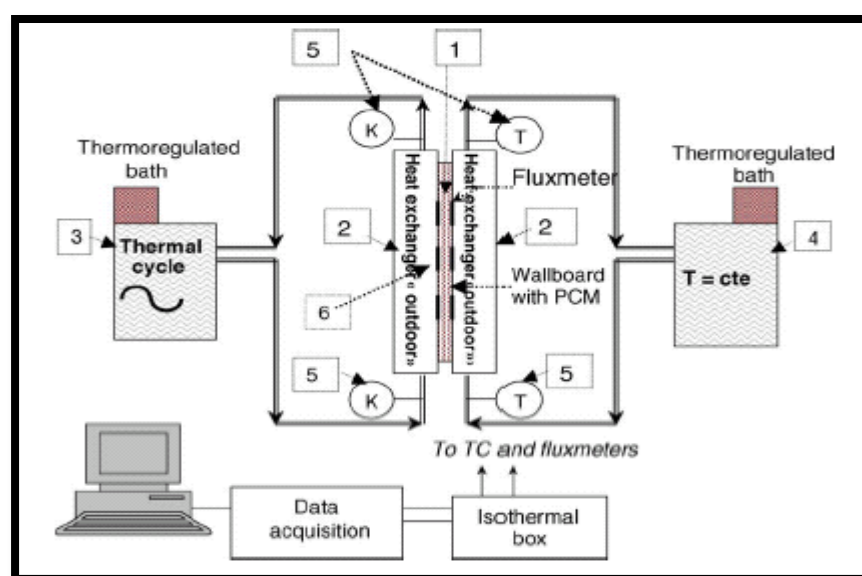 5
1
K
T
Thermoregulated
bath
Thermoregulated
bath
Heat exchanger « outdoor»
Heat exchanger «outdoor»»
Fluxmeter
3
Thermal
cycle
2
2
4
T = cte
6
Wallboard
with PCM
5
K
T
5
To TC and fluxmeters
Data
acquisition
Isothermal
box